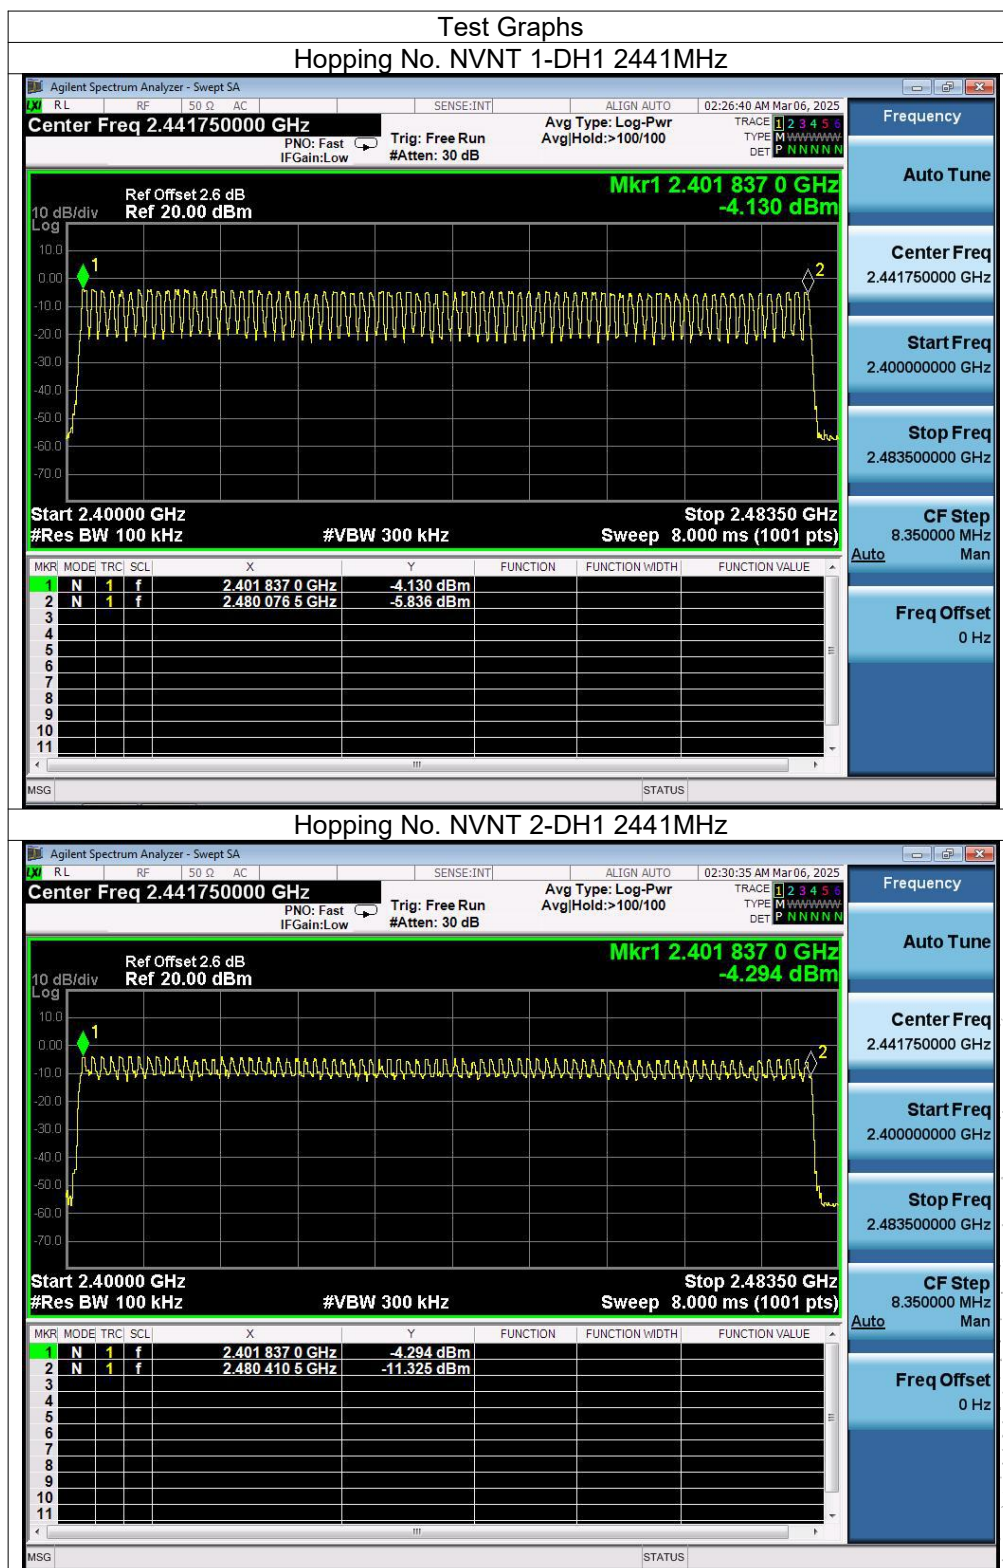 Test Graphs
Hopping No. NVNT 1-DH1 2441MHz
Agilent Spectrum Analyzer - Swept SA
LXI RL RF 50 Ω AC SENSE:INT ALIGN AUTO 02:26:40 AM Mar 06, 2025
Center Freq 2.441750000 GHz
PNO: Fast
IFGain:Low
Trig: Free Run
#Atten: 30 dB
Avg Type: Log-Pwr
Avg|Hold:>100/100
TRACE 1 2 3 4 5 6
TYPE M WWWWW
DET P N N N N N
Frequency
Auto Tune
Center Freq
2.441750000 GHz
Start Freq
2.400000000 GHz
Stop Freq
2.483500000 GHz
CF Step
8.350000 MHz
Auto Man
Freq Offset
0 Hz
Ref Offset 2.6 dB
10 dB/div Ref 20.00 dBm
Log
Mkr1 2.401 837 0 GHz
-4.130 dBm
10.0
0.00
-10.0
-20.0
-30.0
-40.0
-50.0
-60.0
-70.0
1
2
Start 2.40000 GHz Stop 2.48350 GHz
#Res BW 100 kHz #VBW 300 kHz Sweep 8.000 ms (1001 pts)
MKR MODE TRC SCL X Y FUNCTION FUNCTION WIDTH FUNCTION VALUE
1 N 1 f 2.401 837 0 GHz -4.130 dBm
2 N 1 f 2.480 076 5 GHz -5.836 dBm
3
4
5
6
7
8
9
10
11
MSG STATUS
Hopping No. NVNT 2-DH1 2441MHz
Agilent Spectrum Analyzer - Swept SA
LXI RL RF 50 Ω AC SENSE:INT ALIGN AUTO 02:30:35 AM Mar 06, 2025
Center Freq 2.441750000 GHz
PNO: Fast
IFGain:Low
Trig: Free Run
#Atten: 30 dB
Avg Type: Log-Pwr
Avg|Hold:>100/100
TRACE 1 2 3 4 5 6
TYPE M WWWWW
DET P N N N N N
Frequency
Auto Tune
Center Freq
2.441750000 GHz
Start Freq
2.400000000 GHz
Stop Freq
2.483500000 GHz
CF Step
8.350000 MHz
Auto Man
Freq Offset
0 Hz
Ref Offset 2.6 dB
10 dB/div Ref 20.00 dBm
Log
Mkr1 2.401 837 0 GHz
-4.294 dBm
10.0
0.00
-10.0
-20.0
-30.0
-40.0
-50.0
-60.0
-70.0
1
2
Start 2.40000 GHz Stop 2.48350 GHz
#Res BW 100 kHz #VBW 300 kHz Sweep 8.000 ms (1001 pts)
MKR MODE TRC SCL X Y FUNCTION FUNCTION WIDTH FUNCTION VALUE
1 N 1 f 2.401 837 0 GHz -4.294 dBm
2 N 1 f 2.480 410 5 GHz -11.325 dBm
3
4
5
6
7
8
9
10
11
MSG STATUS